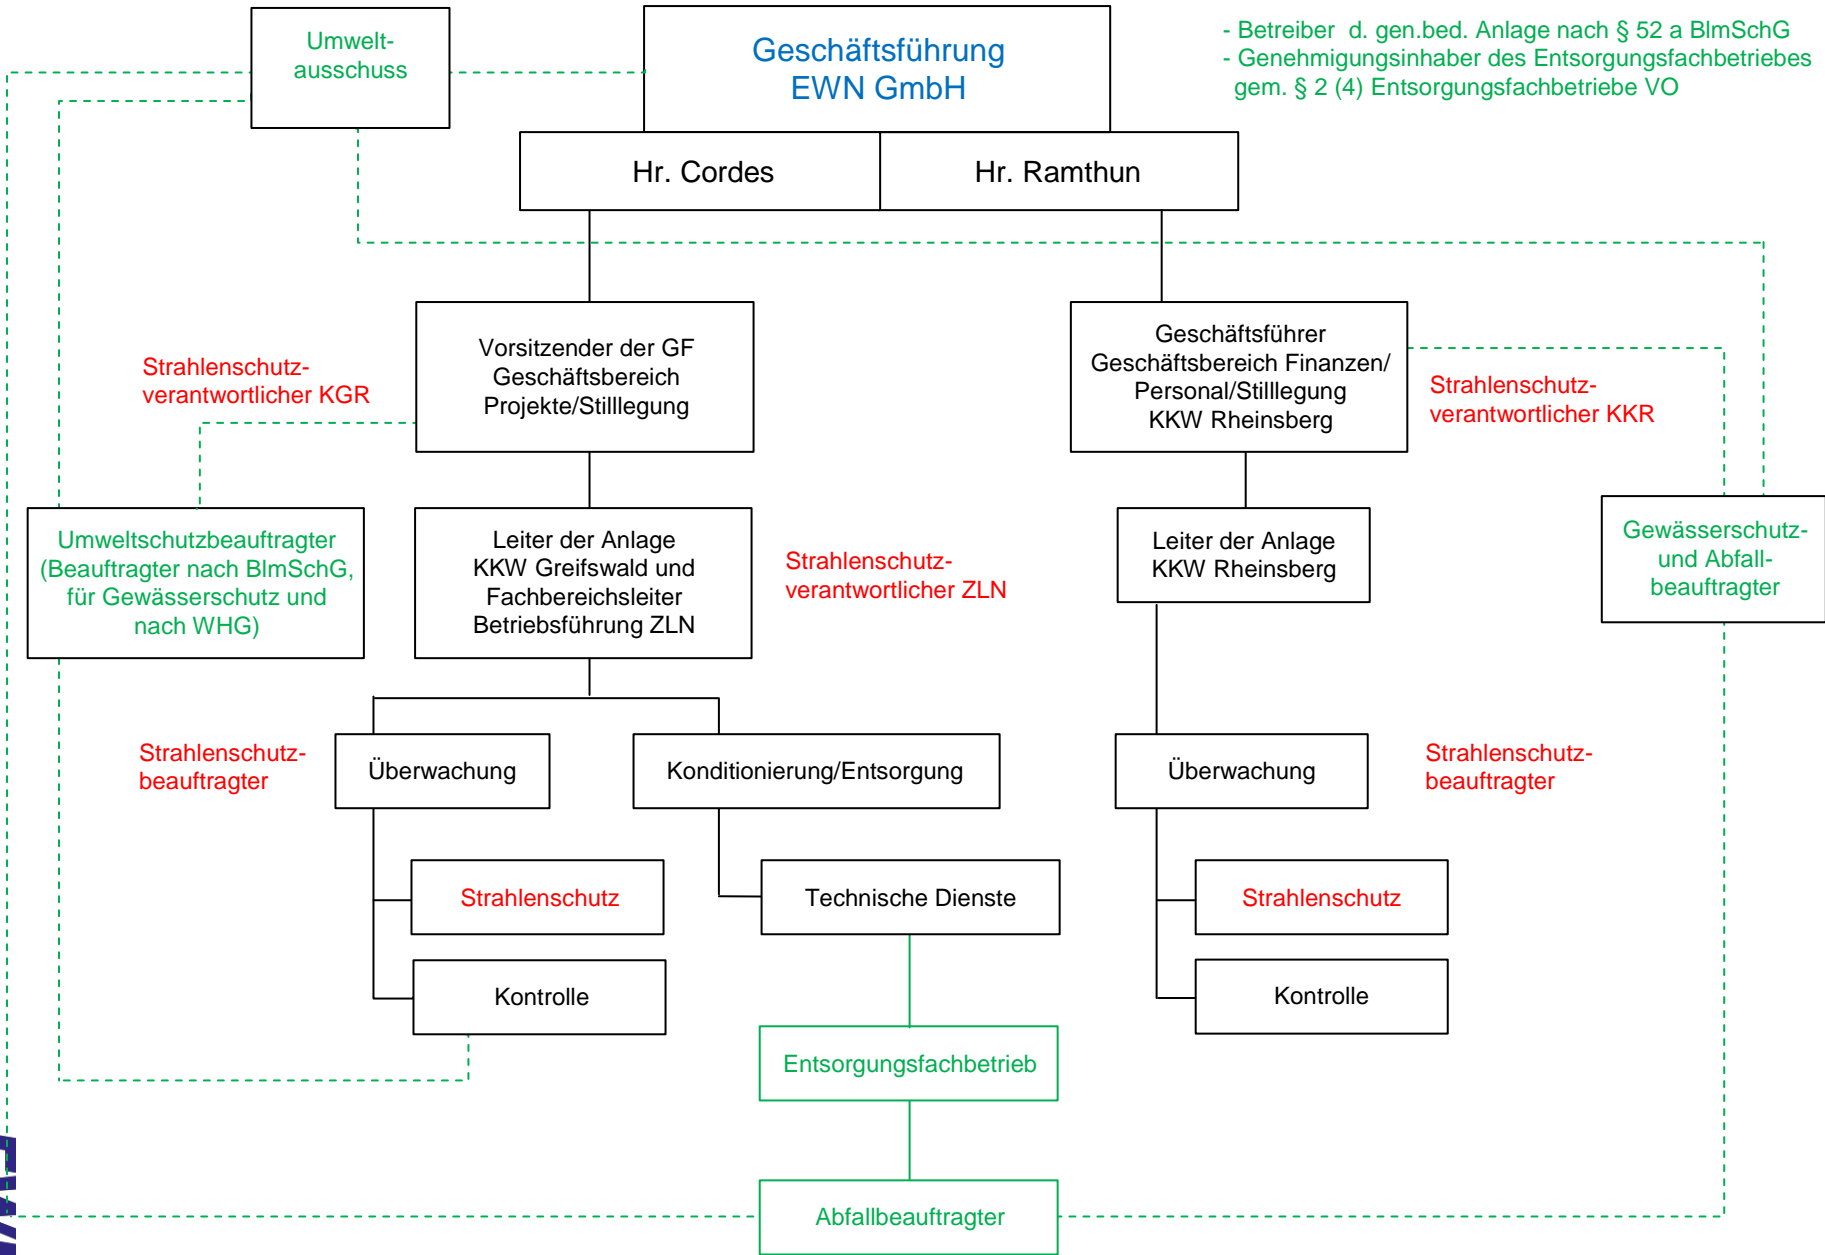 Umwelt-
ausschuss
Geschäftsführung
EWN GmbH
- Betreiber d. gen.bed. Anlage nach § 52 a BImSchG
- Genehmigungsinhaber des Entsorgungsfachbetriebes
gem. § 2 (4) Entsorgungsfachbetriebe VO
Hr. Cordes
Hr. Ramthun
Strahlenschutz-
verantwortlicher KGR
Vorsitzender der GF
Geschäftsbereich
Projekte/Stilllegung
Geschäftsführer
Geschäftsbereich Finanzen/
Personal/Stilllegung
KKW Rheinsberg
Strahlenschutz-
verantwortlicher KKR
Umweltschutzbeauftragter
(Beauftragter nach BImSchG,
für Gewässerschutz und
nach WHG)
Leiter der Anlage
KKW Greifswald und
Fachbereichsleiter
Betriebsführung ZLN
Strahlenschutz-
verantwortlicher ZLN
Leiter der Anlage
KKW Rheinsberg
Gewässerschutz-
und Abfall-
beauftragter
Strahlenschutz-
beauftragter
Überwachung
Konditionierung/Entsorgung
Überwachung
Strahlenschutz-
beauftragter
Strahlenschutz
Technische Dienste
Strahlenschutz
Kontrolle
Kontrolle
Entsorgungsfachbetrieb
Abfallbeauftragter